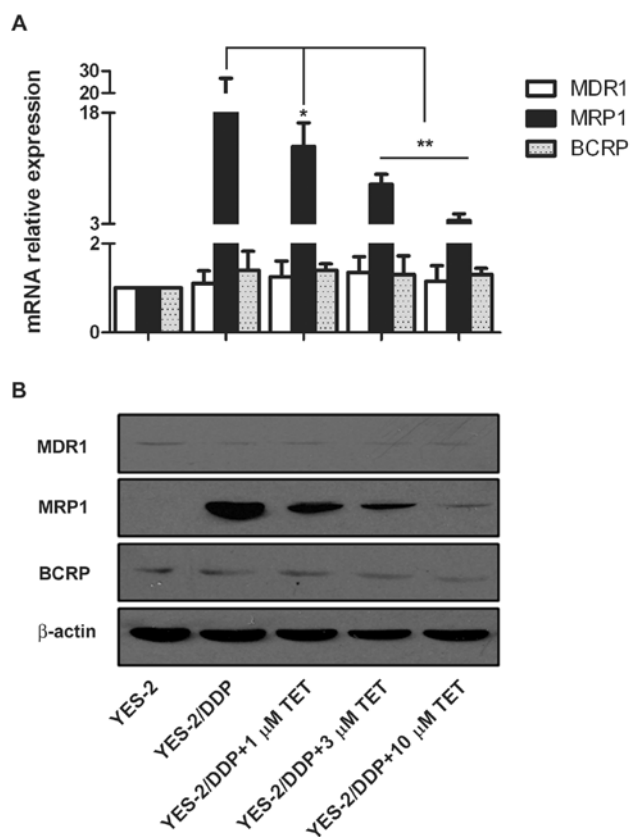 A
mRNA relative expression
30
20
18
3
2
0
*
**
MDR1
MRP1
BCRP
B
MDR1
MRP1
BCRP
β-actin
YES-2
YES-2/DDP
YES-2/DDP+1 μM TET
YES-2/DDP+3 μM TET
YES-2/DDP+10 μM TET